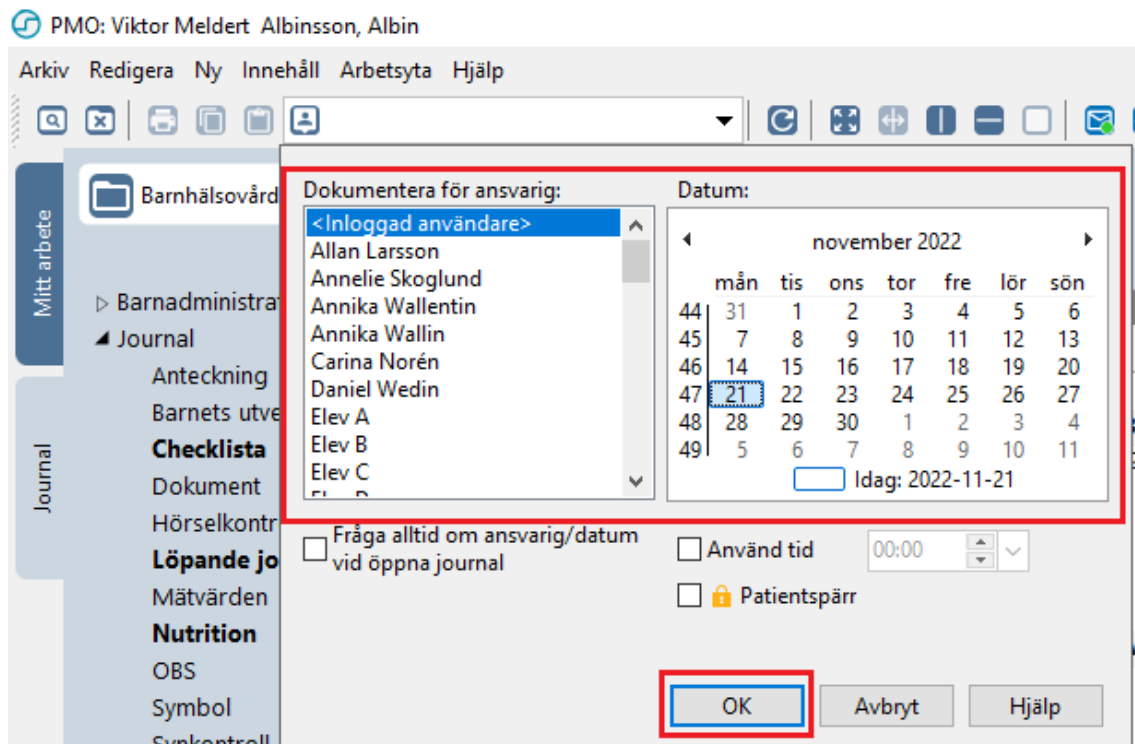 PMO: Viktor Meldert Albinsson, Albin
Arkiv Redigera Ny Innehåll Arbetsyta Hjälp
Mitt arbete
Journal
Barnhälsovård
Barnadministrat
Journal
Anteckning
Barnets utve
Checklista
Dokument
Hörselkontr
Löpande jo
Mätvärden
Nutrition
OBS
Symbol
Synkontroll
Dokumentera för ansvarig:
<Inloggad användare>
Allan Larsson
Annelie Skoglund
Annika Wallentin
Annika Wallin
Carina Norén
Daniel Wedin
Elev A
Elev B
Elev C
Datum:
november 2022
mån tis ons tor fre lör sön
44 31 1 2 3 4 5 6
45 7 8 9 10 11 12 13
46 14 15 16 17 18 19 20
47 21 22 23 24 25 26 27
48 28 29 30 1 2 3 4
49 5 6 7 8 9 10 11
Idag: 2022-11-21
Fråga alltid om ansvarig/datum
vid öppna journal
Använd tid 00:00
Patientspärr
OK Avbryt Hjälp